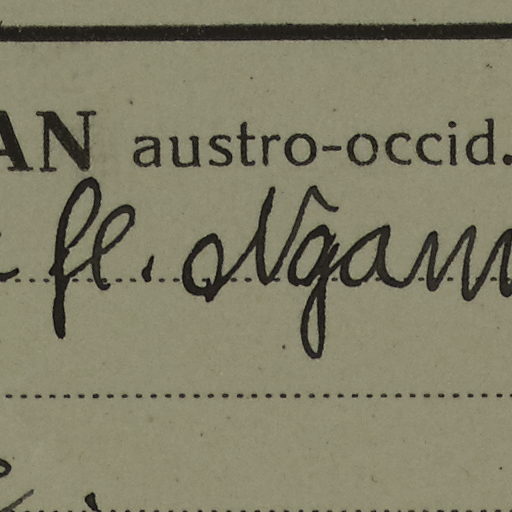 AN austro-occid.
fl. Ngam